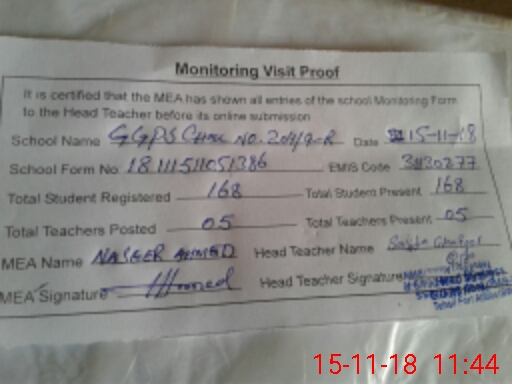 Monitoring Visit Proof
It is certified that the MEA has shown all entries of the school Monitoring Form
to the Head Teacher before its online submission
School Name GGPS Chak NO. 204/9-R Date 15-11-18
School Form No. 18111511051386 EMIS Code 31130277
Total Student Registered 168 Total Student Present 168
Total Teachers Posted 05 Total Teachers Present 05
MEA Name NASEER AHMED Head Teacher Name
MEA Signature Head Teacher Signature
15-11-18 11:44